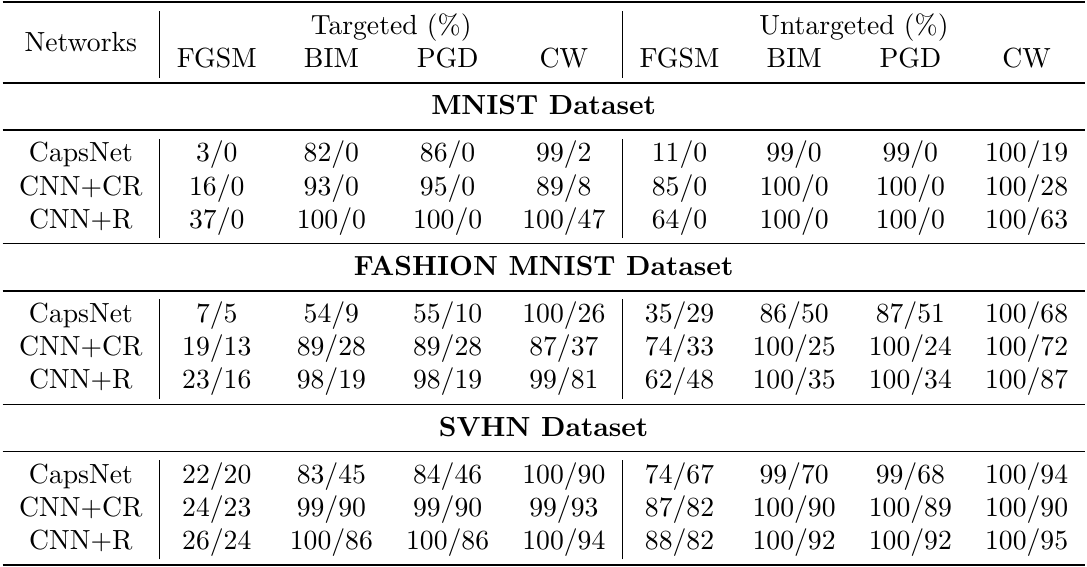 Networks Targeted (%) Untargeted (%)
FGSM BIM PGD CW FGSM BIM PGD CW
MNIST Dataset
CapsNet 3/0 82/0 86/0 99/2 11/0 99/0 99/0 100/19
CNN+CR 16/0 93/0 95/0 89/8 85/0 100/0 100/0 100/28
CNN+R 37/0 100/0 100/0 100/47 64/0 100/0 100/0 100/63
FASHION MNIST Dataset
CapsNet 7/5 54/9 55/10 100/26 35/29 86/50 87/51 100/68
CNN+CR 19/13 89/28 89/28 87/37 74/33 100/25 100/24 100/72
CNN+R 23/16 98/19 98/19 99/81 62/48 100/35 100/34 100/87
SVHN Dataset
CapsNet 22/20 83/45 84/46 100/90 74/67 99/70 99/68 100/94
CNN+CR 24/23 99/90 99/90 99/93 87/82 100/90 100/89 100/90
CNN+R 26/24 100/86 100/86 100/94 88/82 100/92 100/92 100/95